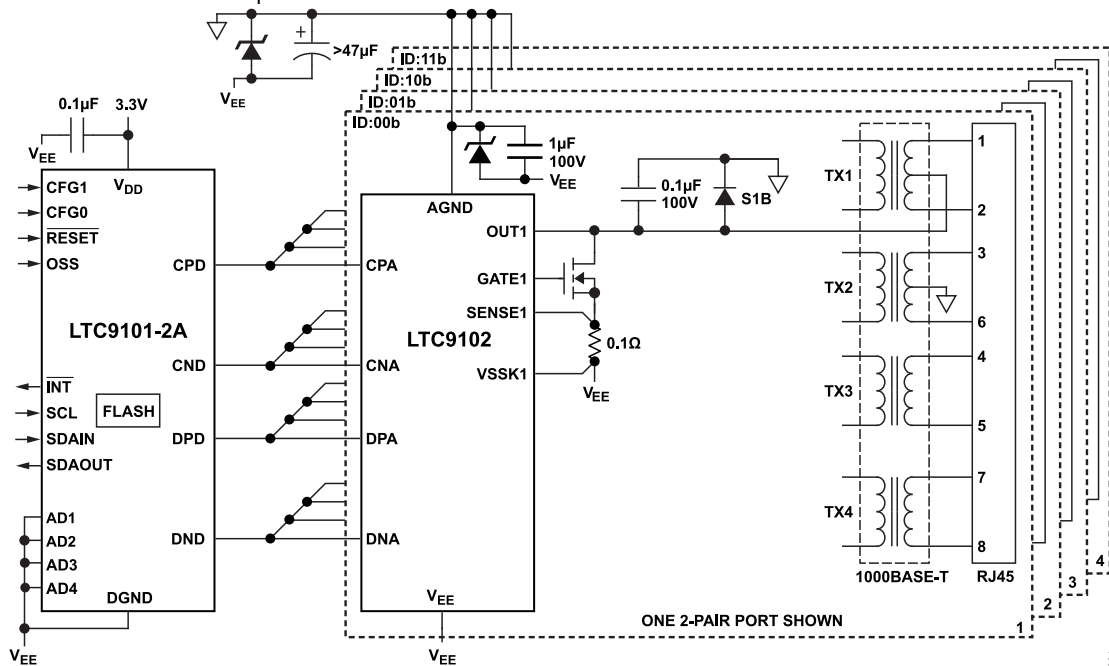 +
>47µF
VEE
ID:11b
ID:10b
ID:01b
ID:00b
0.1µF
3.3V
VEE
VDD
CFG1
CFG0
RESET
OSS
INT
SCL
SDAIN
SDAOUT
AD1
AD2
AD3
AD4
LTC9101-2A
FLASH
CPD
CND
DPD
DND
DGND
VEE
1µF
100V
VEE
AGND
CPA
CNA
DPA
DNA
LTC9102
OUT1
GATE1
SENSE1
VSSK1
VEE
VEE
0.1Ω
VEE
0.1µF
100V
S1B
TX1
TX2
TX3
TX4
1
2
3
6
4
5
7
8
1000BASE-T
RJ45
ONE 2-PAIR PORT SHOWN
1
2
3
4